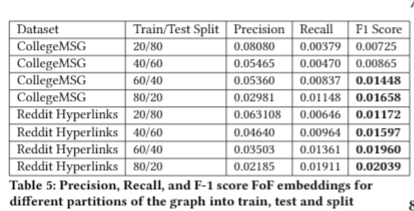 Dataset Train/Test Split Precision Recall F1 Score
CollegeMSG 20/80 0.08080 0.00379 0.00725
CollegeMSG 40/60 0.05465 0.00470 0.00865
CollegeMSG 60/40 0.05360 0.00837 0.01448
CollegeMSG 80/20 0.02981 0.01148 0.01658
Reddit Hyperlinks 20/80 0.063108 0.00646 0.01172
Reddit Hyperlinks 40/60 0.04640 0.00964 0.01597
Reddit Hyperlinks 60/40 0.03503 0.01361 0.01960
Reddit Hyperlinks 80/20 0.02185 0.01911 0.02039
Table 5: Precision, Recall, and F-1 score FoF embeddings for
different partitions of the graph into train, test and split